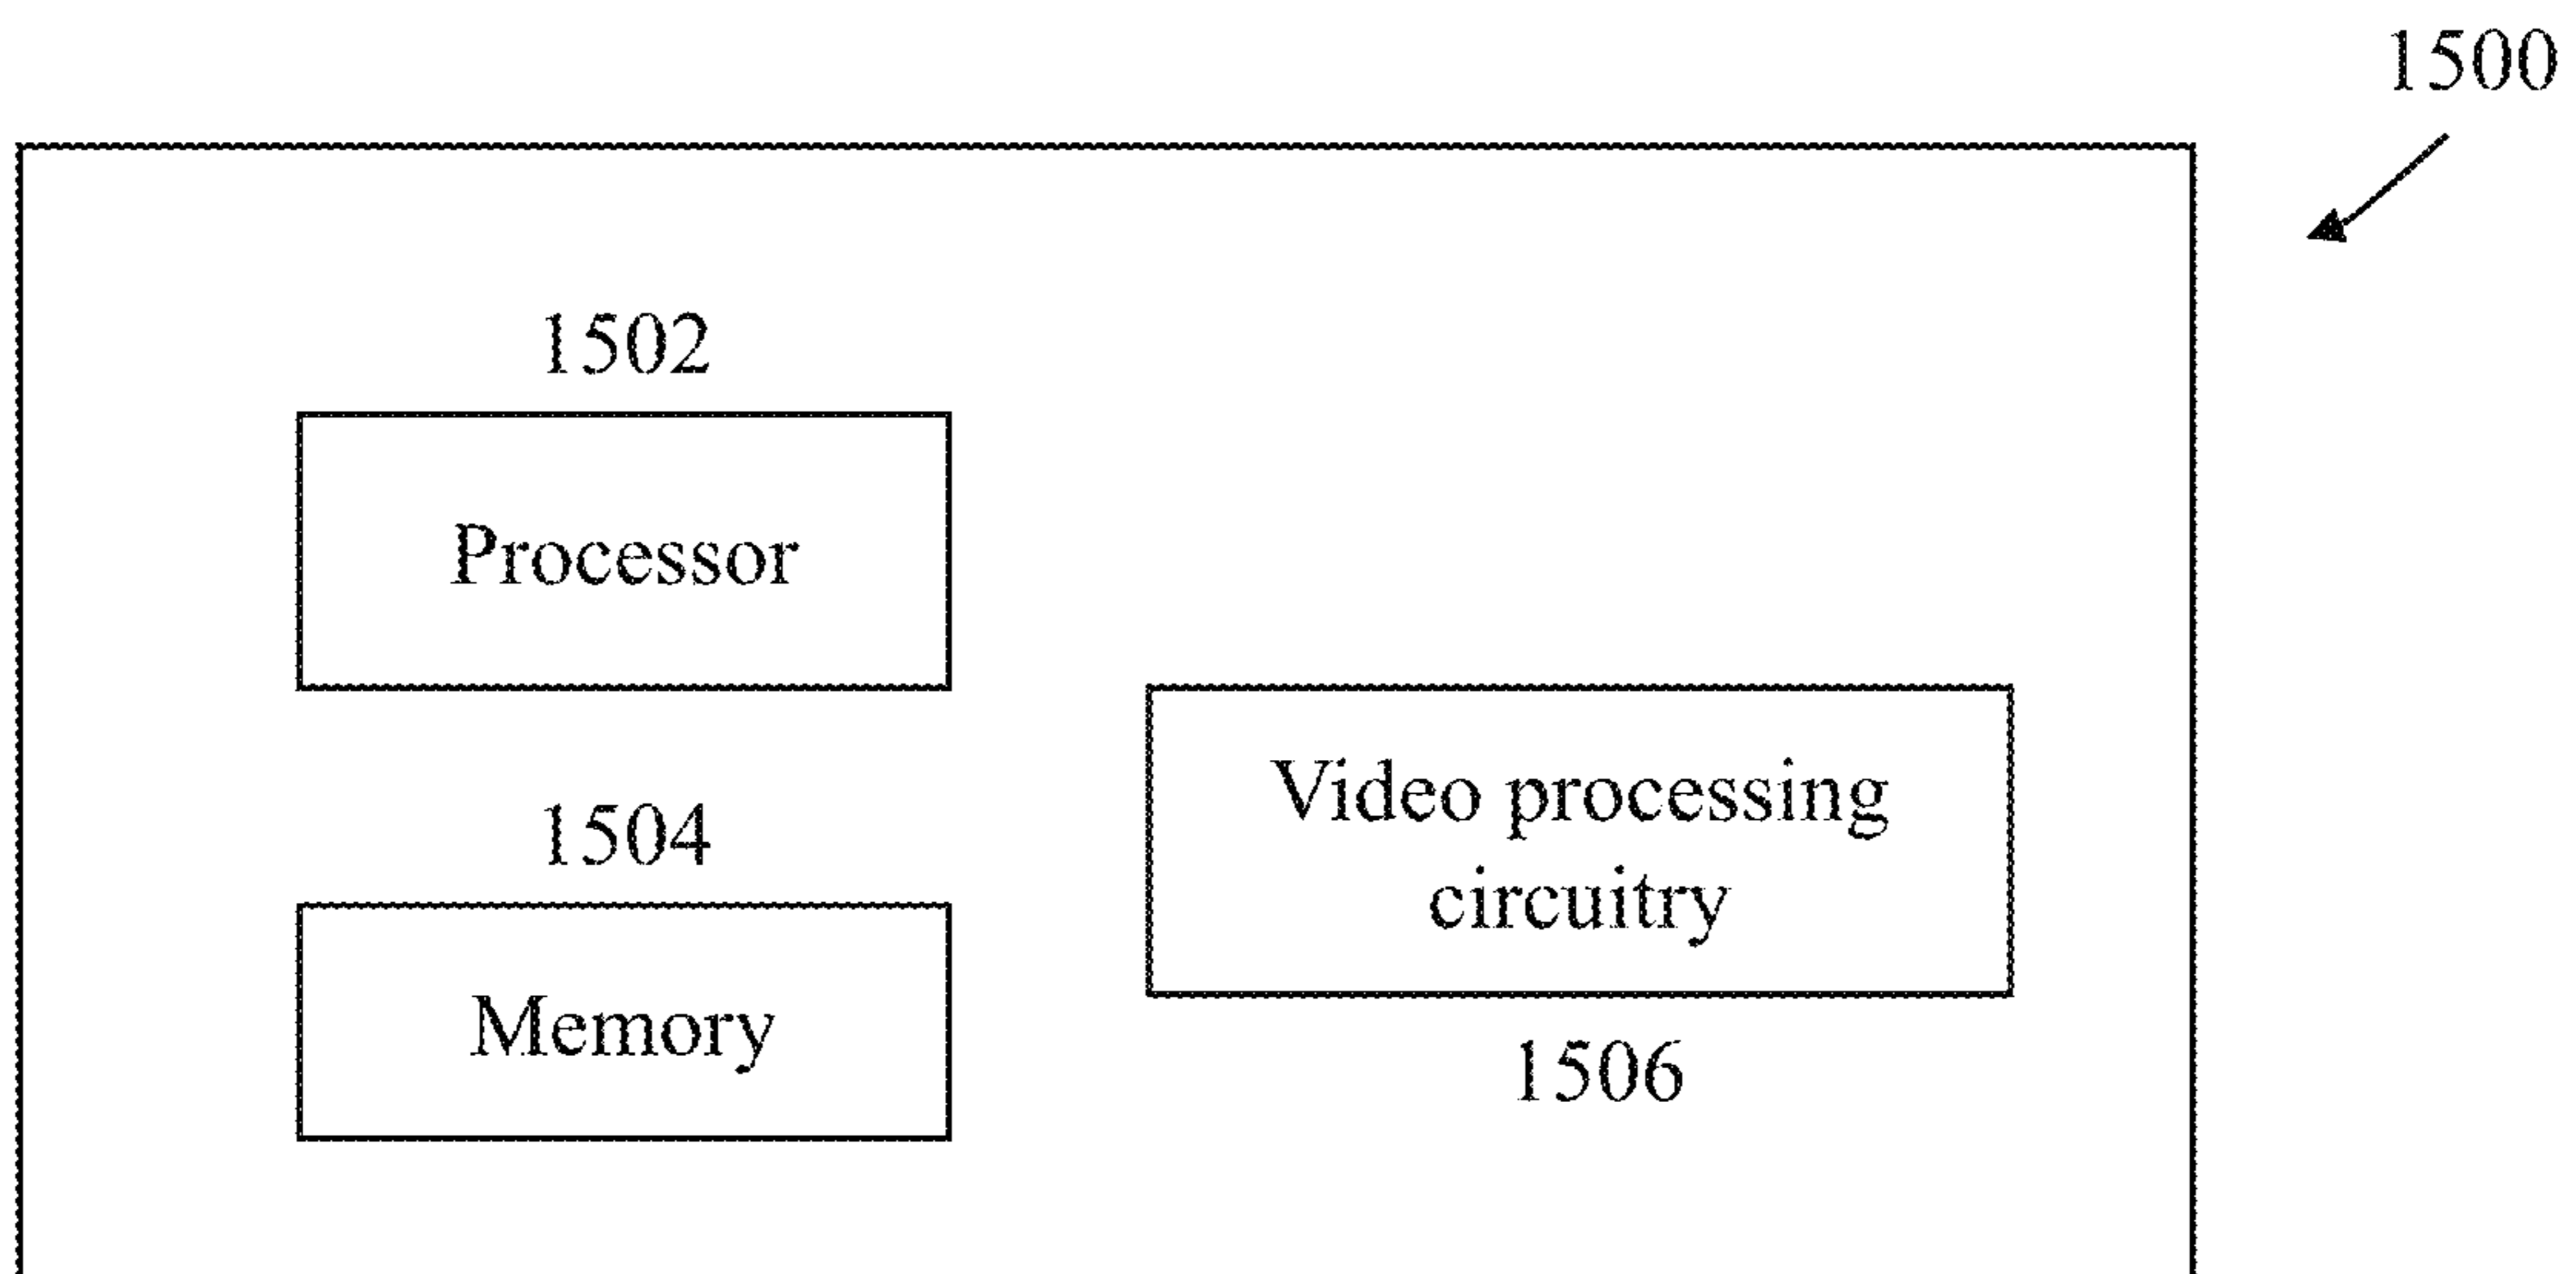 1500
1502
Processor
1504
Memory
Video processing
circuitry
1506